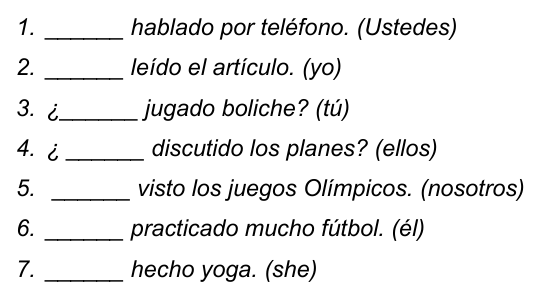 1. ______ hablado por teléfono. (Ustedes)
2. ______ leído el artículo. (yo)
3. ¿______ jugado boliche? (tú)
4. ¿ ______ discutido los planes? (ellos)
5. ______ visto los juegos Olímpicos. (nosotros)
6. ______ practicado mucho fútbol. (él)
7. ______ hecho yoga. (she)